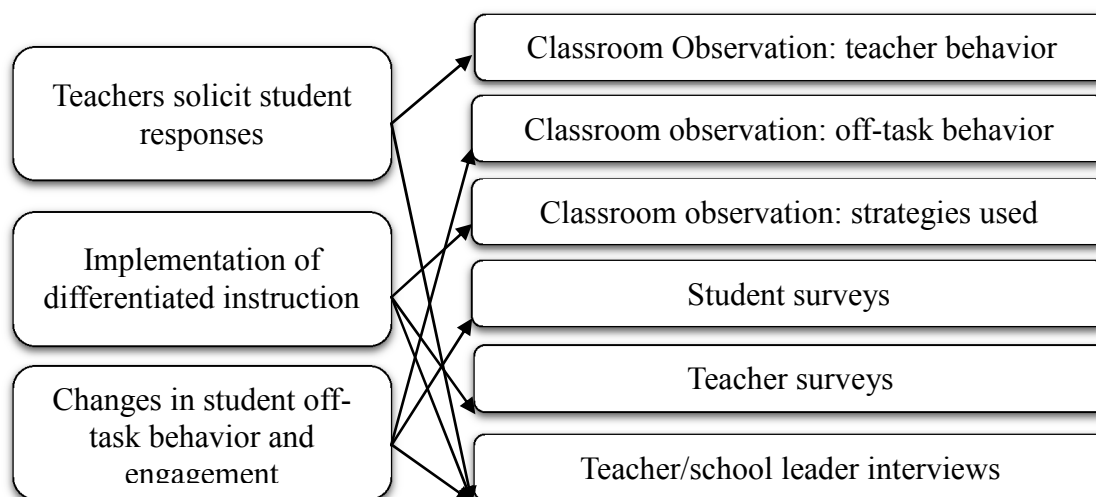 Teachers solicit student
responses
Implementation of
differentiated instruction
Changes in student off-
task behavior and
engagement
Classroom Observation: teacher behavior
Classroom observation: off-task behavior
Classroom observation: strategies used
Student surveys
Teacher surveys
Teacher/school leader interviews